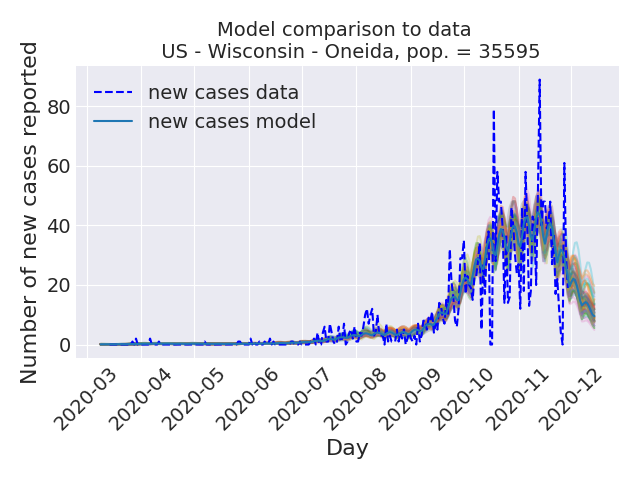 Model comparison to data
US - Wisconsin - Oneida, pop. = 35595
Number of new cases reported
80
60
40
20
0
new cases data
new cases model
2020-03
2020-04
2020-05
2020-06
2020-07
2020-08
2020-09
2020-10
2020-11
2020-12
Day